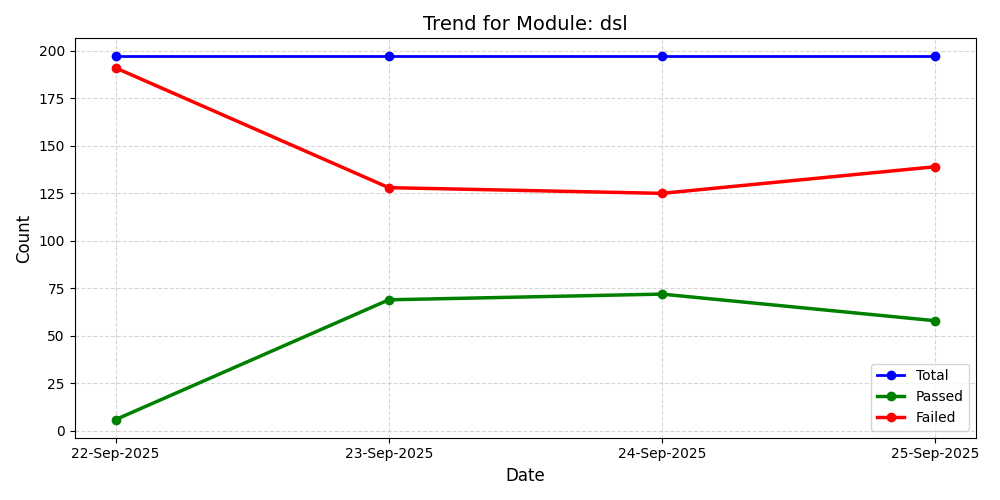 Trend for Module: dsl
Count
200
175
150
125
100
75
50
25
0
22-Sep-2025
23-Sep-2025
24-Sep-2025
25-Sep-2025
Date
Total
Passed
Failed